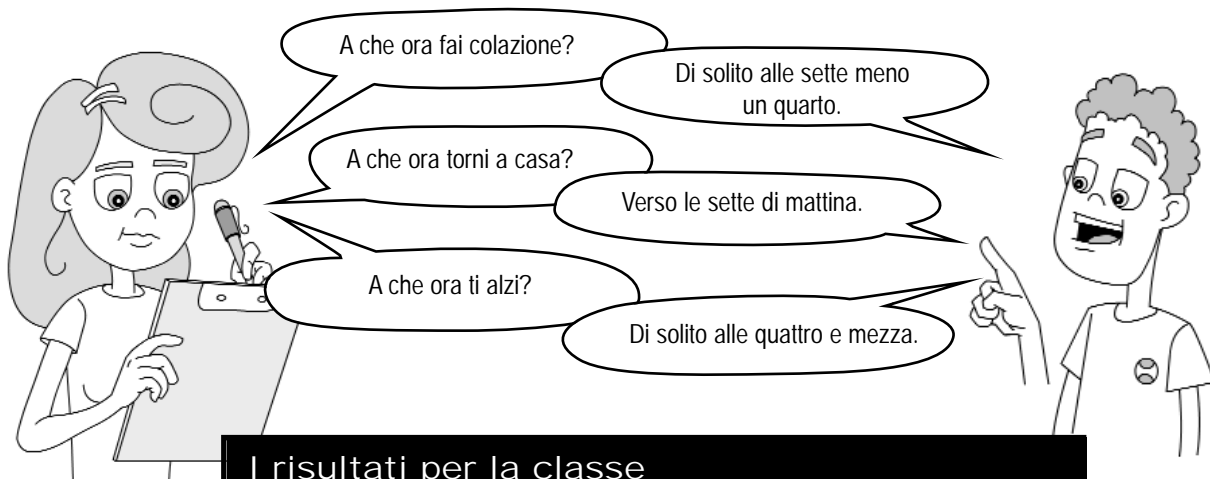 A che ora fai colazione?
Di solito alle sette meno
un quarto.
A che ora torni a casa?
Verso le sette di mattina.
A che ora ti alzi?
Di solito alle quattro e mezza.
I risultati per la classe